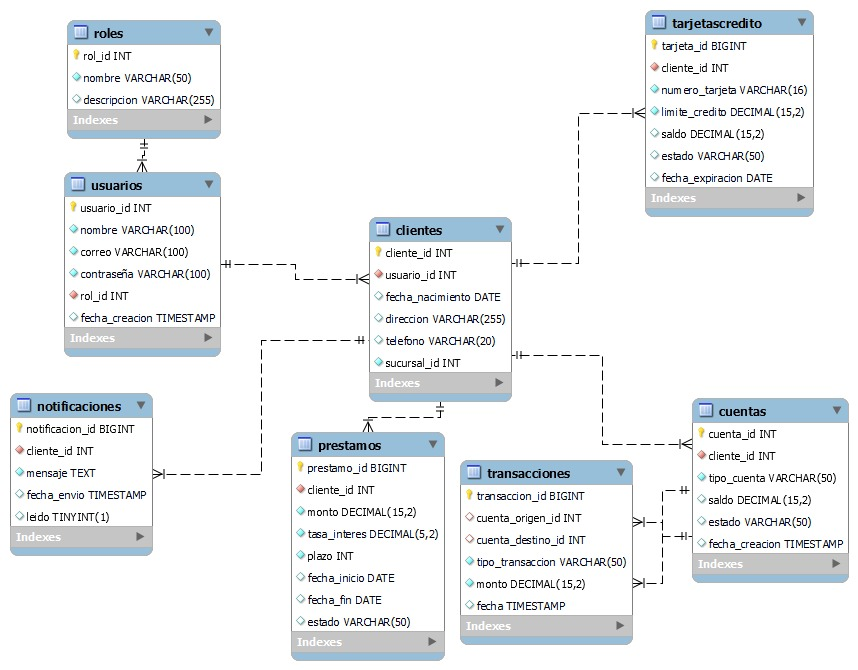 roles
rol_id INT
nombre VARCHAR(50)
descripcion VARCHAR(255)
Indexes
usuarios
usuario_id INT
nombre VARCHAR(100)
correo VARCHAR(100)
contraseña VARCHAR(100)
rol_id INT
fecha_creacion TIMESTAMP
Indexes
notificaciones
notificacion_id BIGINT
cliente_id INT
mensaje TEXT
fecha_envio TIMESTAMP
leido TINYINT(1)
Indexes
clientes
cliente_id INT
usuario_id INT
fecha_nacimiento DATE
direccion VARCHAR(255)
telefono VARCHAR(20)
sucursal_id INT
Indexes
prestamos
prestamo_id BIGINT
cliente_id INT
monto DECIMAL(15,2)
tasa_interes DECIMAL(5,2)
plazo INT
fecha_inicio DATE
fecha_fin DATE
estado VARCHAR(50)
Indexes
transacciones
transaccion_id BIGINT
cuenta_origen_id INT
cuenta_destino_id INT
tipo_transaccion VARCHAR(50)
monto DECIMAL(15,2)
fecha TIMESTAMP
Indexes
tarjetascredito
tarjeta_id BIGINT
cliente_id INT
numero_tarjeta VARCHAR(16)
limite_credito DECIMAL(15,2)
saldo DECIMAL(15,2)
estado VARCHAR(50)
fecha_expiracion DATE
Indexes
cuentas
cuenta_id INT
cliente_id INT
tipo_cuenta VARCHAR(50)
saldo DECIMAL(15,2)
estado VARCHAR(50)
fecha_creacion TIMESTAMP
Indexes